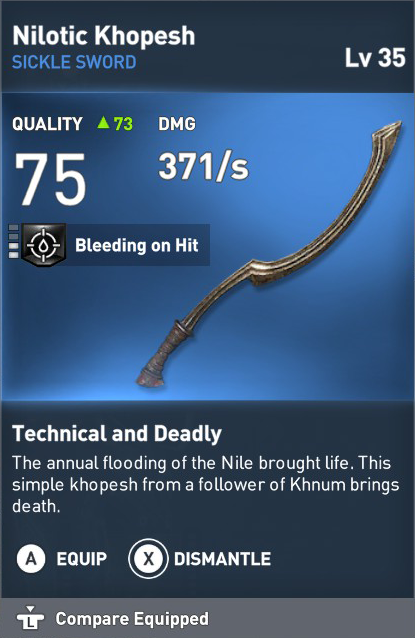 Nilotic Khopesh
SICKLE SWORD
Lv 35
QUALITY ▲73 DMG
75 371/s
Bleeding on Hit
Technical and Deadly
The annual flooding of the Nile brought life. This
simple khopesh from a follower of Khnum brings
death.
A EQUIP X DISMANTLE
L Compare Equipped